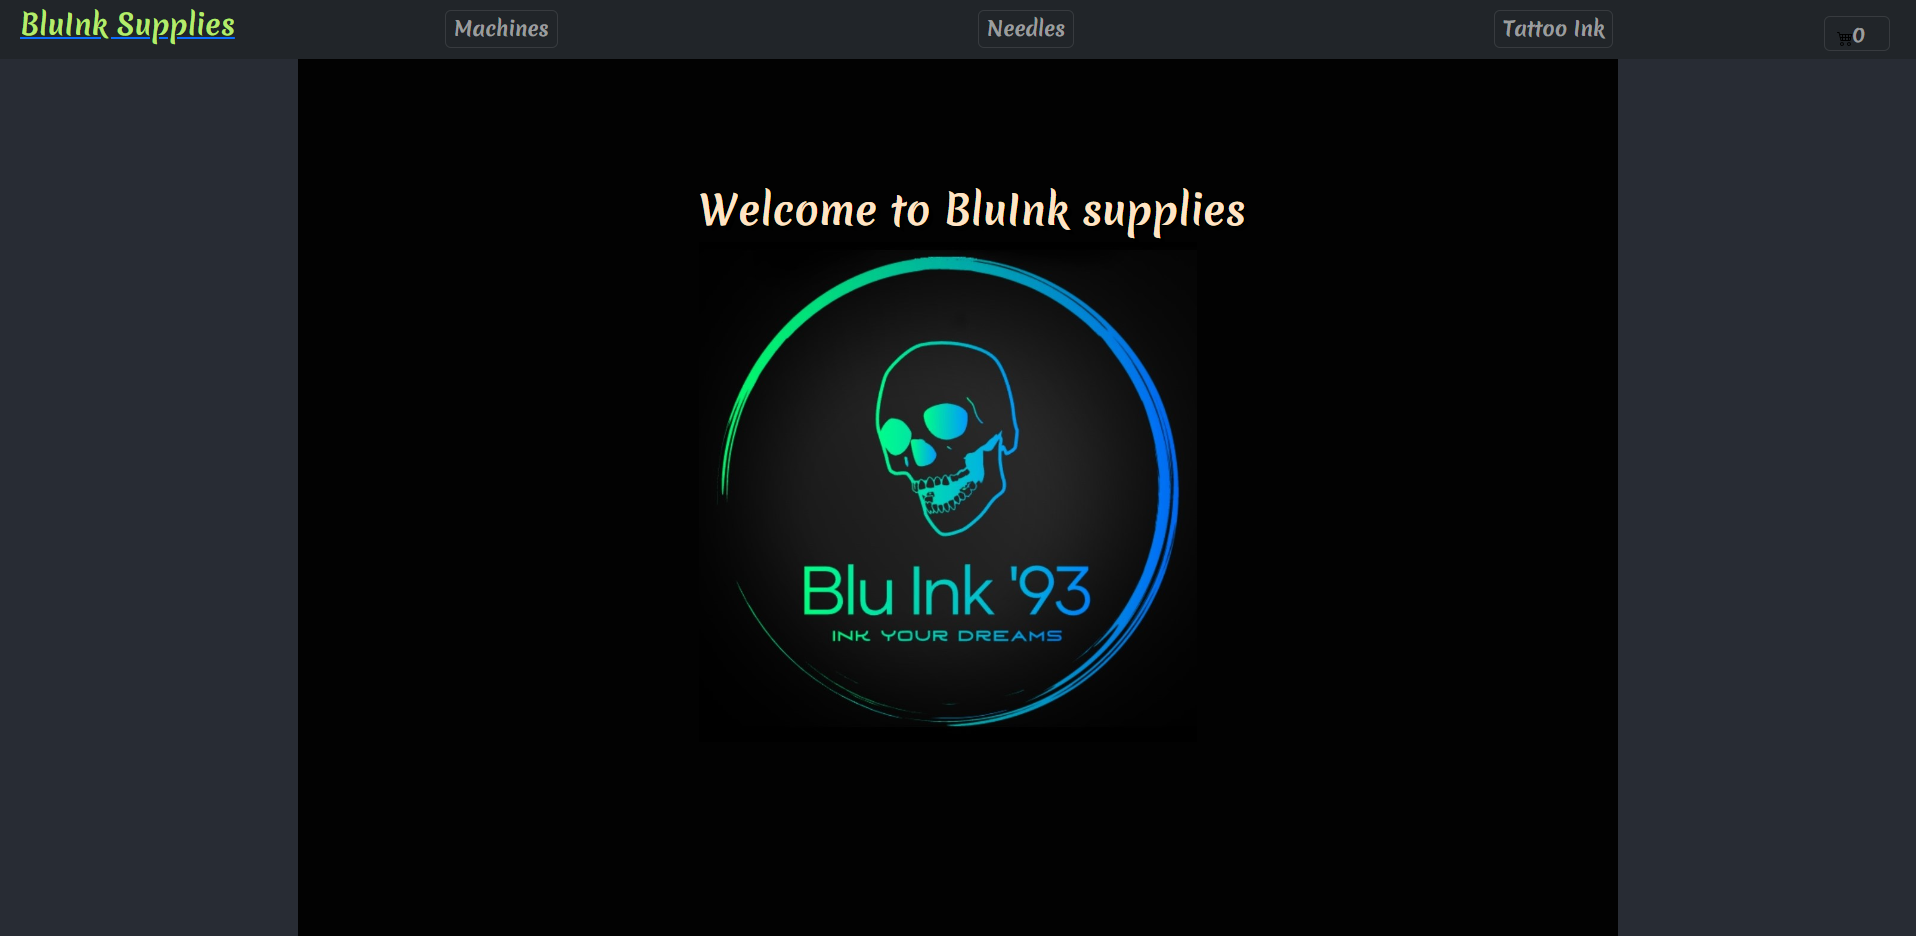 BluInk Supplies
Machines
Needles
Tattoo Ink
0
Welcome to BluInk supplies
Blu Ink '93
INK YOUR DREAMS